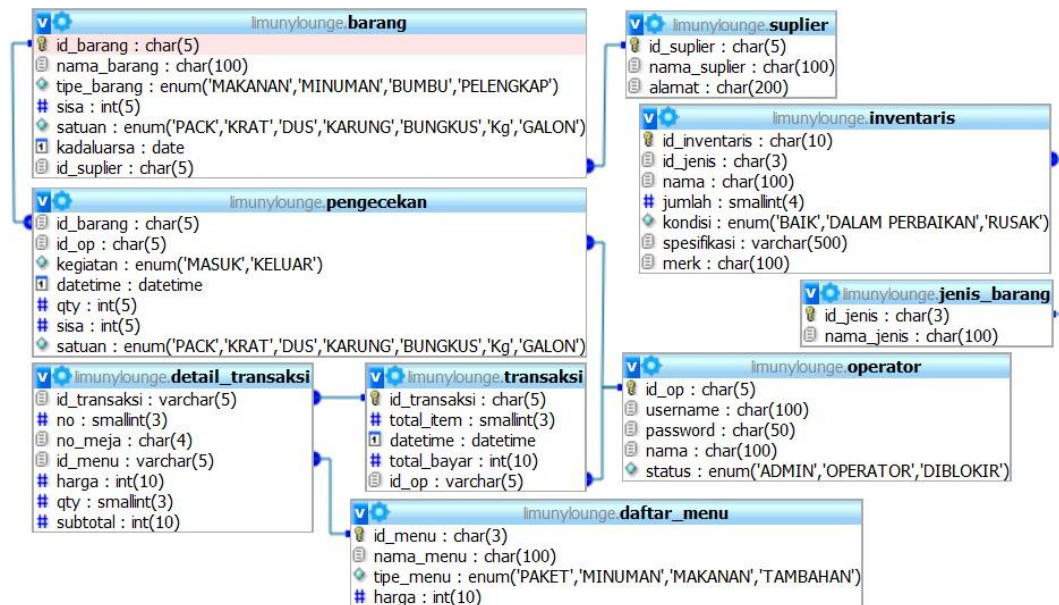 limunylounge.barang
id_barang : char(5)
nama_barang : char(100)
tipe_barang : enum('MAKANAN','MINUMAN','BUMBU','PELENGKAP')
sisa : int(5)
satuan : enum('PACK','KRAT','DUS','KARUNG','BUNGKUS','Kg','GALON')
kadaluarsa : date
id_suplier : char(5)
limunylounge.suplier
id_suplier : char(5)
nama_suplier : char(100)
alamat : char(200)
limunylounge.inventaris
id_inventaris : char(10)
id_jenis : char(3)
nama : char(100)
jumlah : smallint(4)
kondisi : enum('BAIK','DALAM PERBAIKAN','RUSAK')
spesifikasi : varchar(500)
merk : char(100)
limunylounge.pengecekan
id_barang : char(5)
id_op : char(5)
kegiatan : enum('MASUK','KELUAR')
datetime : datetime
qty : int(5)
sisa : int(5)
satuan : enum('PACK','KRAT','DUS','KARUNG','BUNGKUS','Kg','GALON')
limunylounge.jenis_barang
id_jenis : char(3)
nama_jenis : char(100)
limunylounge.detail_transaksi
id_transaksi : varchar(5)
no : smallint(3)
no_meja : char(4)
id_menu : varchar(5)
harga : int(10)
qty : smallint(3)
subtotal : int(10)
limunylounge.transaksi
id_transaksi : char(5)
total_item : smallint(3)
datetime : datetime
total_bayar : int(10)
id_op : varchar(5)
limunylounge.operator
id_op : char(5)
username : char(100)
password : char(50)
nama : char(100)
status : enum('ADMIN','OPERATOR','DIBLOKIR')
limunylounge.daftar_menu
id_menu : char(3)
nama_menu : char(100)
tipe_menu : enum('PAKET','MINUMAN','MAKANAN','TAMBAHAN')
harga : int(10)